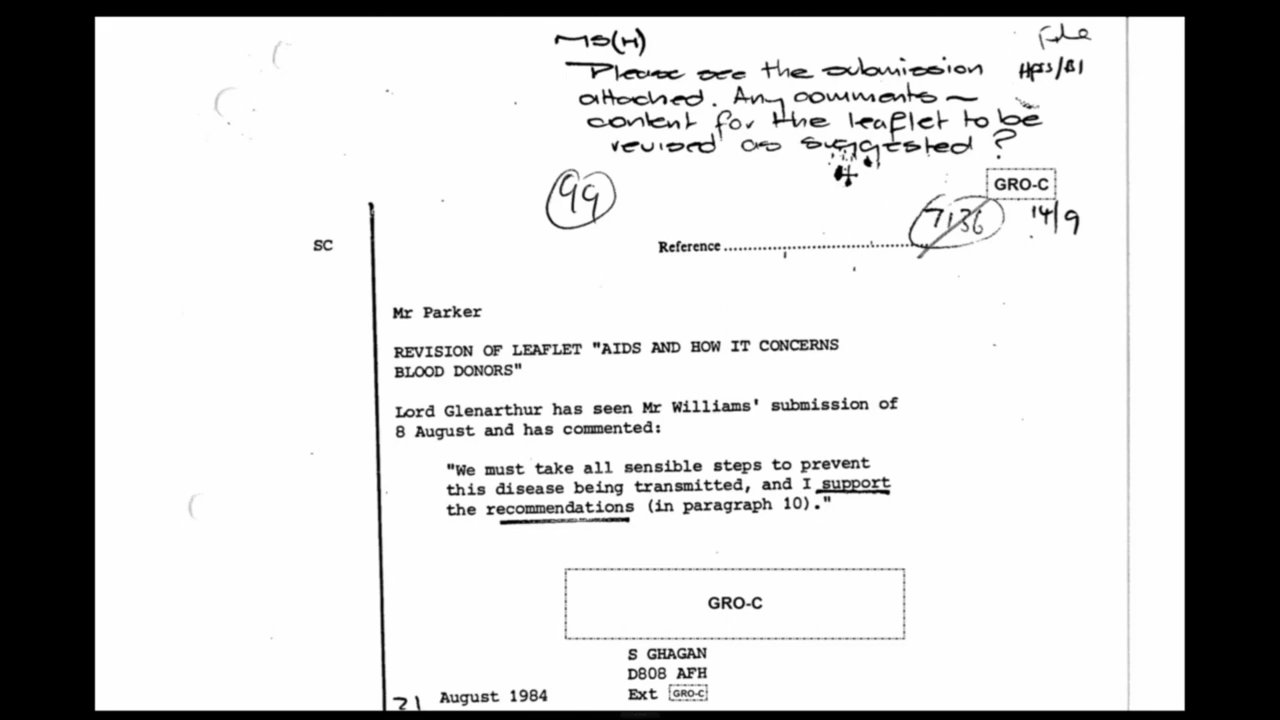 MS(H)
File
Please see the submission
HPSS/B1
attached. Any comments ~
content for the leaflet to be
revised as suggested?
GRO-C
99
7136
14/9
SC
Reference
Mr Parker
REVISION OF LEAFLET "AIDS AND HOW IT CONCERNS
BLOOD DONORS"
Lord Glenarthur has seen Mr Williams' submission of
8 August and has commented:
"We must take all sensible steps to prevent
this disease being transmitted, and I support
the recommendations (in paragraph 10)."
GRO-C
S GHAGAN
D808 AFH
21 August 1984
Ext GRO-C